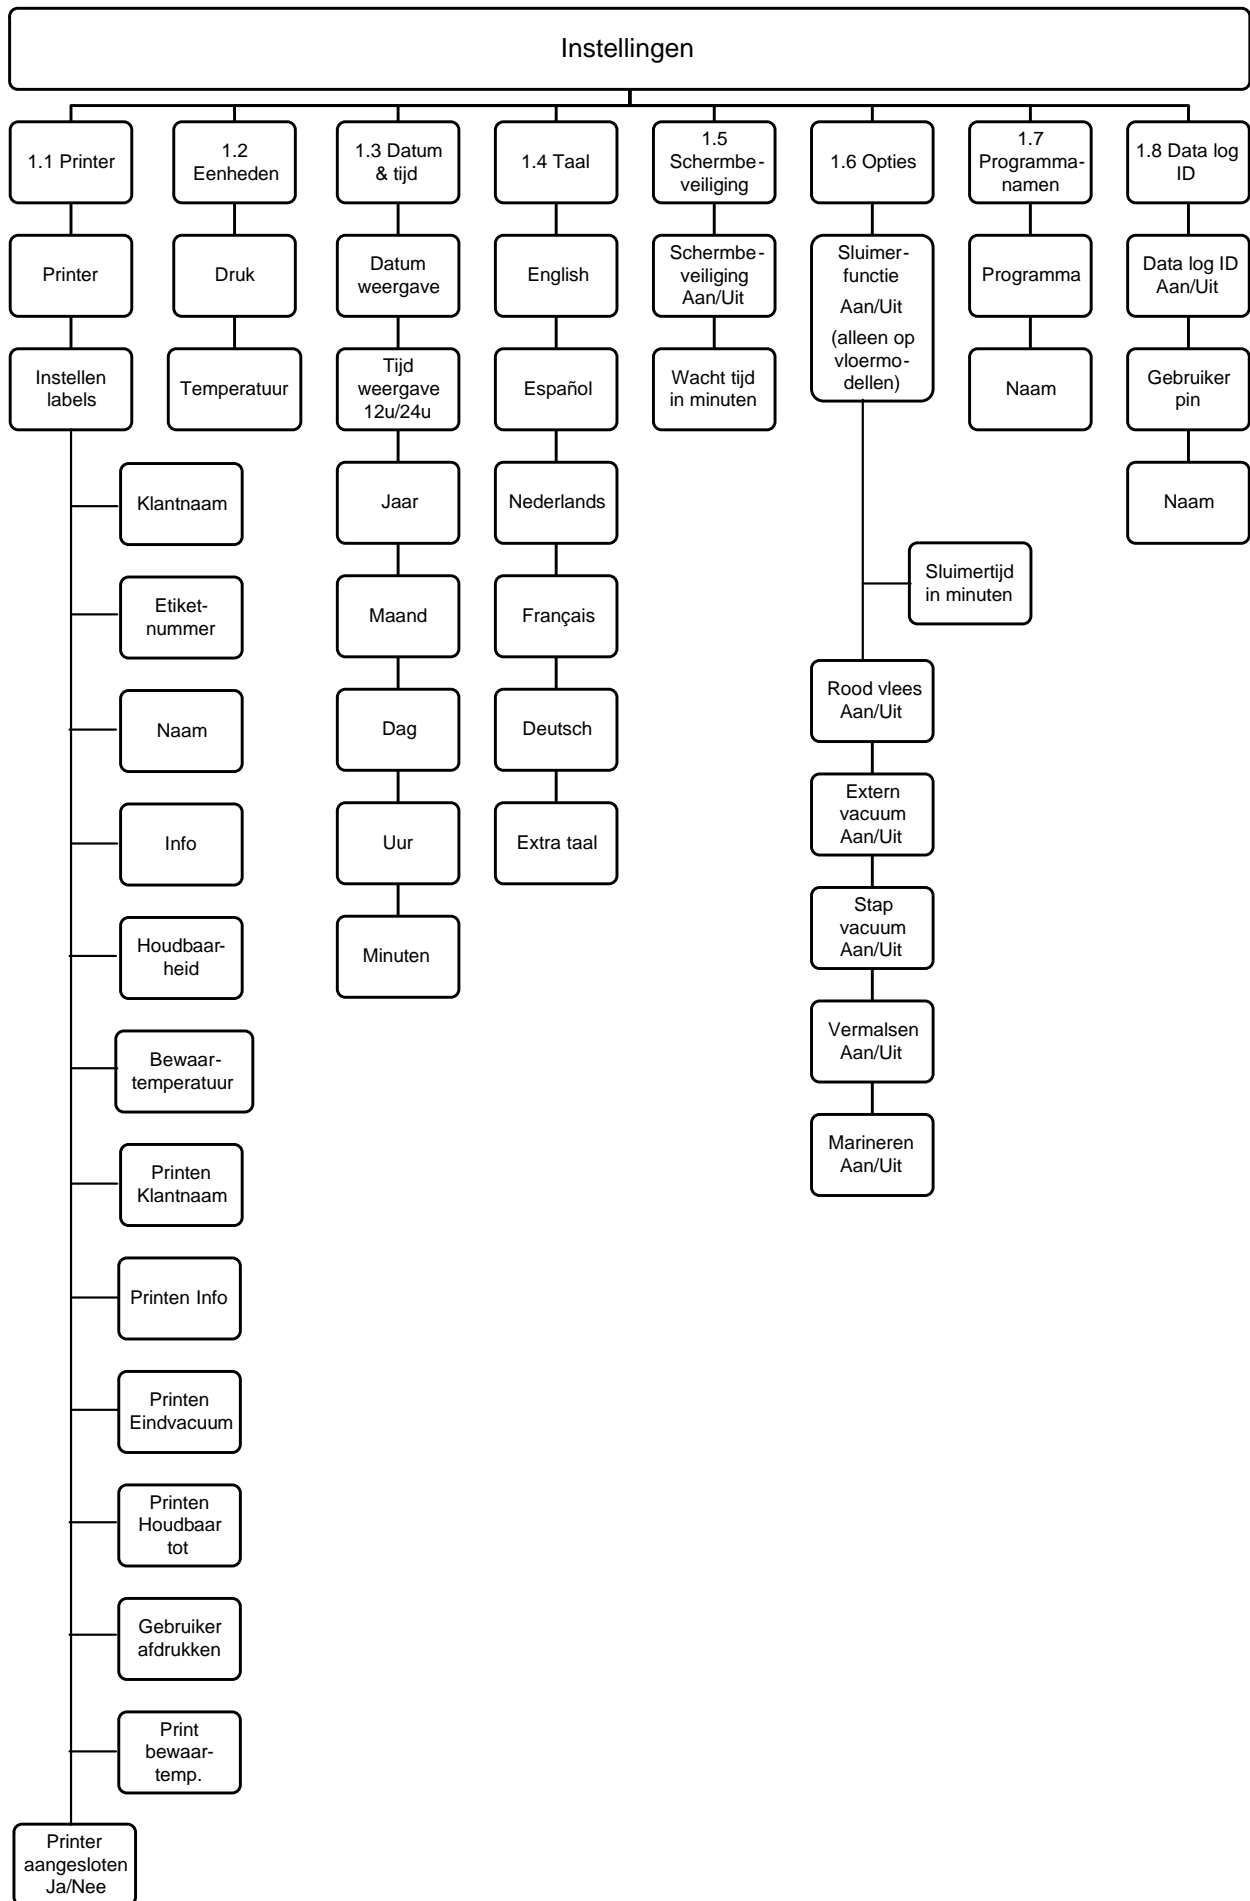 Instellingen
1.1 Printer
Printer
Instellen
labels
Klantnaam
Etiket-
nummer
Naam
Info
Houdbaar-
heid
Bewaar-
temperatuur
Printen
Klantnaam
Printen Info
Printen
Eindvacuum
Printen
Houdbaar
tot
Gebruiker
afdrukken
Print
bewaar-
temp.
Printer
aangesloten
Ja/Nee
1.2
Eenheden
Druk
Temperatuur
1.3 Datum
& tijd
Datum
weergave
Tijd
weergave
12u/24u
Jaar
Maand
Dag
Uur
Minuten
1.4 Taal
English
Español
Nederlands
Français
Deutsch
Extra taal
1.5
Schermbe-
veiliging
Schermbe-
veiliging
Aan/Uit
Wacht tijd
in minuten
1.6 Opties
Sluimer-
functie
Aan/Uit
(alleen op
vloermo-
dellen)
Sluimertijd
in minuten
Rood vlees
Aan/Uit
Extern
vacuum
Aan/Uit
Stap
vacuum
Aan/Uit
Vermalsen
Aan/Uit
Marineren
Aan/Uit
1.7
Programma-
namen
Programma
Naam
1.8 Data log
ID
Data log ID
Aan/Uit
Gebruiker
pin
Naam